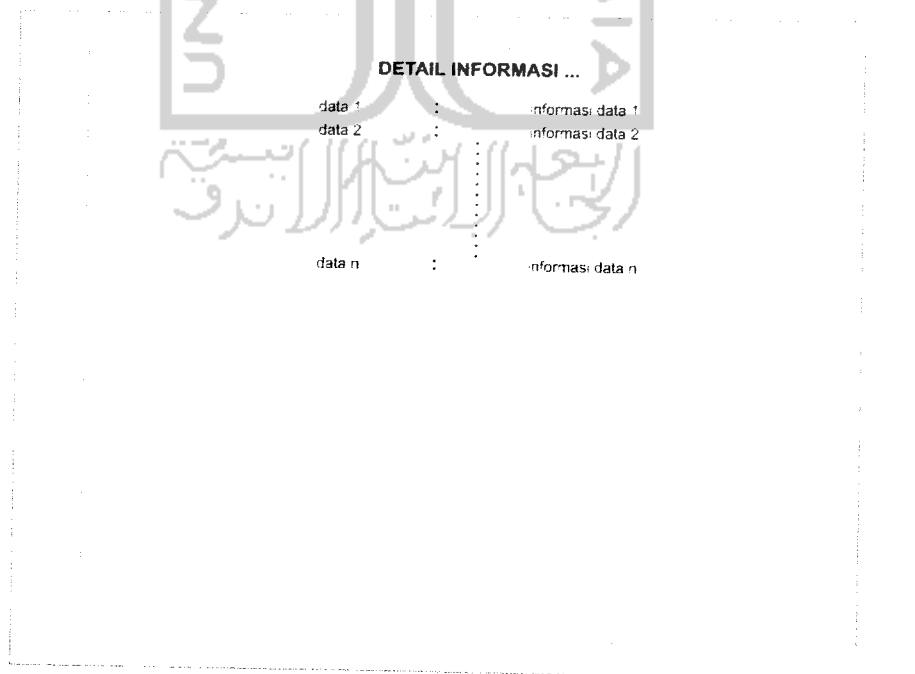 DETAIL INFORMASI ...
data 1 : informasi data 1
data 2 : informasi data 2
data n : informasi data n